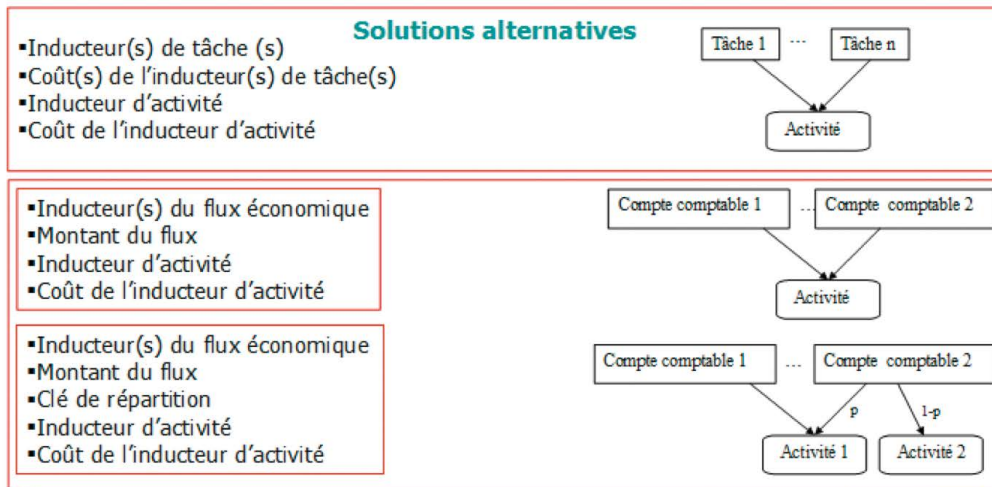 Solutions alternatives
▪Inducteur(s) de tâche (s)
▪Coût(s) de l'inducteur(s) de tâche(s)
▪Inducteur d'activité
▪Coût de l'inducteur d'activité
Tâche 1 ... Tâche n
Activité
▪Inducteur(s) du flux économique
▪Montant du flux
▪Inducteur d'activité
▪Coût de l'inducteur d'activité
Compte comptable 1 ... Compte comptable 2
Activité
▪Inducteur(s) du flux économique
▪Montant du flux
▪Clé de répartition
▪Inducteur d'activité
▪Coût de l'inducteur d'activité
Compte comptable 1 ... Compte comptable 2
p 1-p
Activité 1 Activité 2